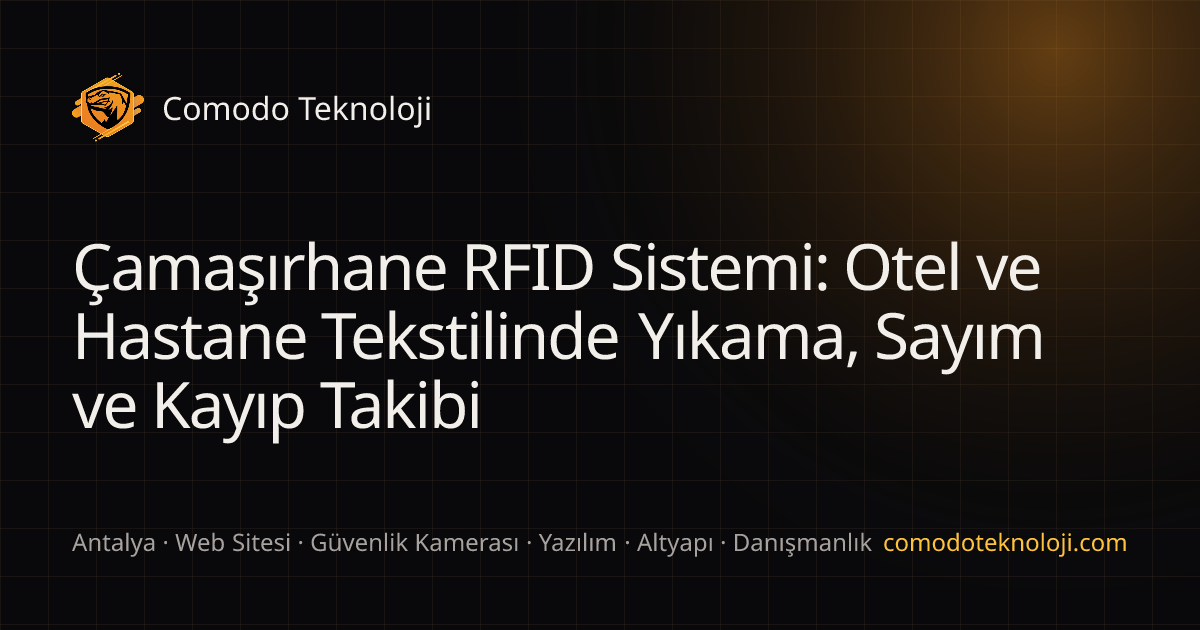 Comodo Teknoloji
Çamaşırhane RFID Sistemi: Otel ve
Hastane Tekstilinde Yıkama, Sayım
ve Kayıp Takibi
Antalya · Web Sitesi · Güvenlik Kamerası · Yazılım · Altyapı · Danışmanlık comodoteknoloji.com